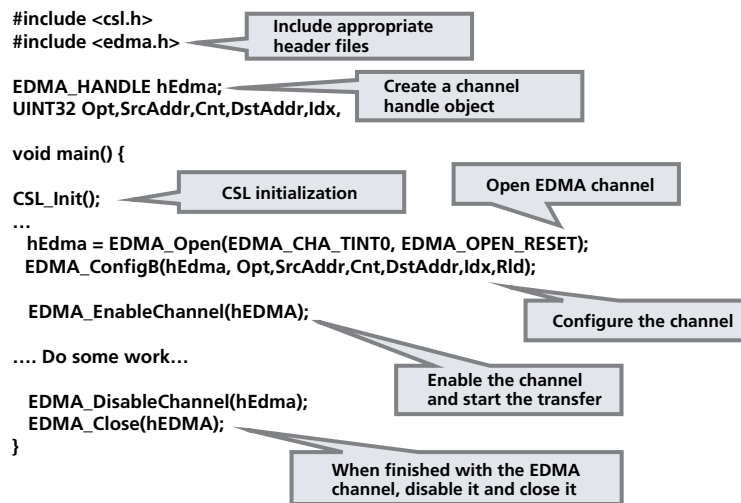 #include <csl.h>
#include <edma.h>
Include appropriate
header files
EDMA_HANDLE hEdma;
UINT32 Opt,SrcAddr,Cnt,DstAddr,Idx,
Create a channel
handle object
void main() {
CSL_Init();
CSL initialization
Open EDMA channel
…
hEdma = EDMA_Open(EDMA_CHA_TINT0, EDMA_OPEN_RESET);
EDMA_ConfigB(hEdma, Opt,SrcAddr,Cnt,DstAddr,Idx,Rld);
Configure the channel
EDMA_EnableChannel(hEDMA);
Enable the channel
and start the transfer
…. Do some work…
EDMA_DisableChannel(hEdma);
EDMA_Close(hEDMA);
}
When finished with the EDMA
channel, disable it and close it